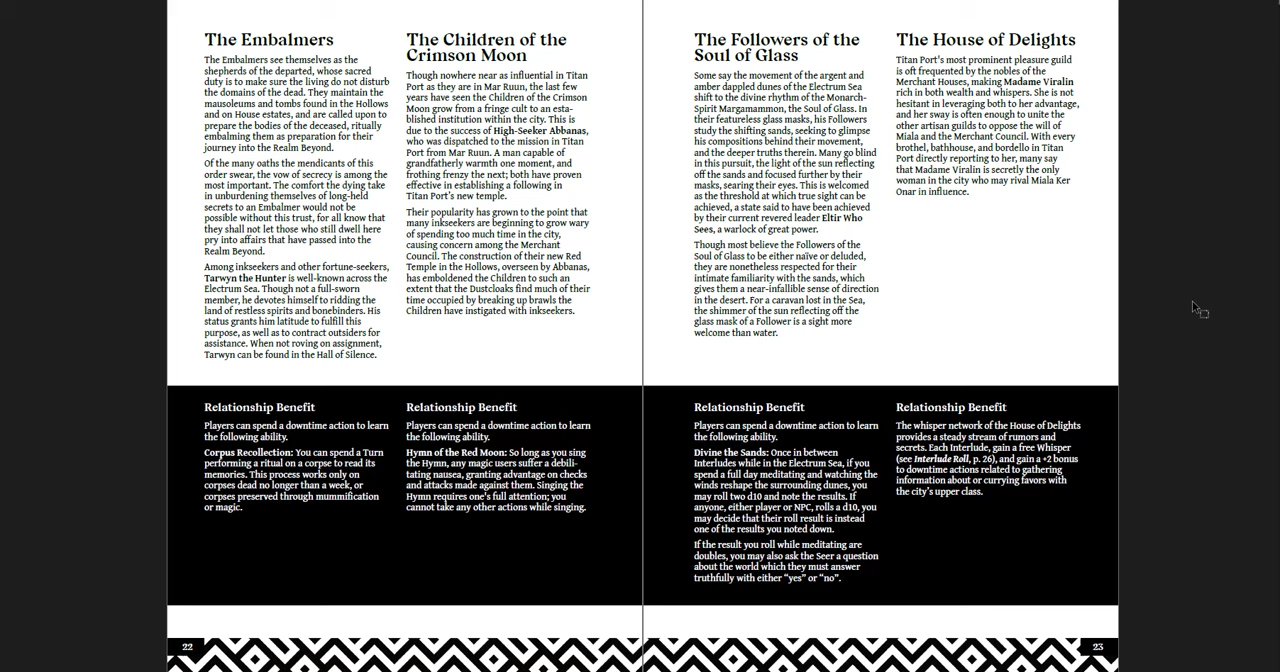 The Embalmers
The Embalmers see themselves as the
shepherds of the departed, whose sacred
duty is to make sure the living do not disturb
the domains of the dead. They maintain the
mausoleums and tombs found in the Hollows
and on House estates, and are called upon to
prepare the bodies of the deceased, ritually
embalming them as preparation for their
journey into the Realm Beyond.
Of the many oaths the mendicants of this
order swear, the vow of secrecy is among the
most important. The comfort the dying take
in unburdening themselves of long-held
secrets to an Embalmer would not be
possible without this trust, for all know that
they shall not let those who still dwell here
pry into affairs that have passed into the
Realm Beyond.
Among inkseekers and other fortune-seekers,
Tarwyn the Hunter is well-known across the
Electrum Sea. Though not a full-sworn
member, he devotes himself to ridding the
land of restless spirits and bonebinders. His
status grants him latitude to fulfill this
purpose, as well as to contract outsiders for
assistance. When not roving on assignment,
Tarwyn can be found in the Hall of Silence.
The Children of the
Crimson Moon
Though nowhere near as influential in Titan
Port as they are in Mar Ruun, the last few
years have seen the Children of the Crimson
Moon grow from a fringe cult to an esta-
blished institution within the city. This is
due to the success of High-Seeker Abbanas,
who was dispatched to the mission in Titan
Port from Mar Ruun. A man capable of
grandfatherly warmth one moment, and
frothing frenzy the next; both have proven
effective in establishing a following in
Titan Port's new temple.
Their popularity has grown to the point that
many inkseekers are beginning to grow wary
of spending too much time in the city,
causing concern among the Merchant
Council. The construction of their new Red
Temple in the Hollows, overseen by Abbanas,
has emboldened the Children to such an
extent that the Dustcloaks find much of their
time occupied by breaking up brawls the
Children have instigated with inkseekers.
Relationship Benefit
Players can spend a downtime action to learn
the following ability.
Corpus Recollection: You can spend a Turn
performing a ritual on a corpse to read its
memories. This process works only on
corpses dead no longer than a week, or
corpses preserved through mummification
or magic.
Relationship Benefit
Players can spend a downtime action to learn
the following ability.
Hymn of the Red Moon: So long as you sing
the Hymn, any magic users suffer a debili-
tating nausea, granting advantage on checks
and attacks made against them. Singing the
Hymn requires one's full attention; you
cannot take any other actions while singing.
22
The Followers of the
Soul of Glass
Some say the movement of the argent and
amber dappled dunes of the Electrum Sea
shift to the divine rhythm of the Monarch-
Spirit Margamammon, the Soul of Glass. In
their featureless glass masks, his Followers
study the shifting sands, seeking to glimpse
his compositions behind their movement,
and the deeper truths therein. Many go blind
in this pursuit, the light of the sun reflecting
off the sands and focused further by their
masks, searing their eyes. This is welcomed
as the threshold at which true sight can be
achieved, a state said to have been achieved
by their current revered leader Eltir Who
Sees, a warlock of great power.
Though most believe the Followers of the
Soul of Glass to be either naïve or deluded,
they are nonetheless respected for their
intimate familiarity with the sands, which
gives them a near-infallible sense of direction
in the desert. For a caravan lost in the Sea,
the shimmer of the sun reflecting off the
glass mask of a Follower is a sight more
welcome than water.
The House of Delights
Titan Port's most prominent pleasure guild
is oft frequented by the nobles of the
Merchant Houses, making Madame Viralin
rich in both wealth and whispers. She is not
hesitant in leveraging both to her advantage,
and her sway is often enough to unite the
other artisan guilds to oppose the will of
Miala and the Merchant Council. With every
brothel, bathhouse, and bordello in Titan
Port directly reporting to her, many say
that Madame Viralin is secretly the only
woman in the city who may rival Miala Ker
Onar in influence.
Relationship Benefit
Players can spend a downtime action to learn
the following ability.
Divine the Sands: Once in between
Interludes while in the Electrum Sea, if you
spend a full day meditating and watching the
winds reshape the surrounding dunes, you
may roll two d10 and note the results. If
anyone, either player or NPC, rolls a d10, you
may decide that their roll result is instead
one of the results you noted down.
If the result you roll while meditating are
doubles, you may also ask the Seer a question
about the world which they must answer
truthfully with either “yes” or “no”.
Relationship Benefit
The whisper network of the House of Delights
provides a steady stream of rumors and
secrets. Each Interlude, gain a free Whisper
(see Interlude Roll, p. 26), and gain a +2 bonus
to downtime actions related to gathering
information about or currying favors with
the city's upper class.
23